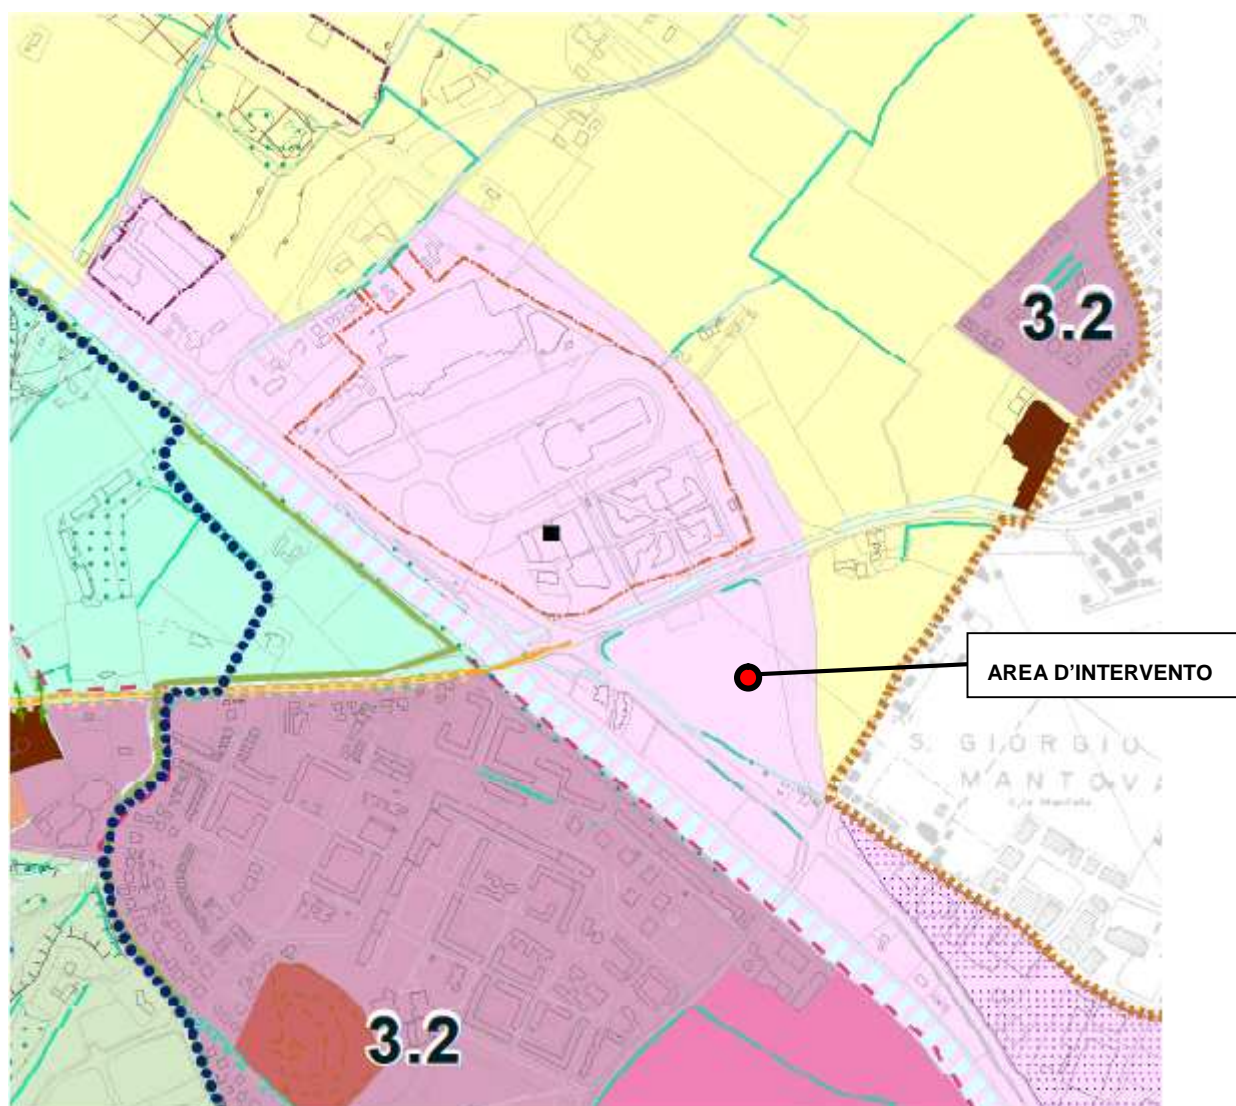 3.2
AREA D'INTERVENTO
S. GIORGIO
MANTOVA
3.2